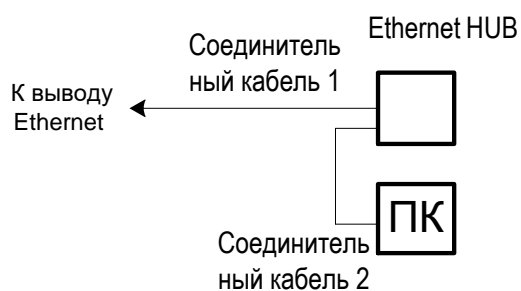 Ethernet HUB
Соединитель
ный кабель 1
К выводу
Ethernet
ПК
Соединитель
ный кабель 2